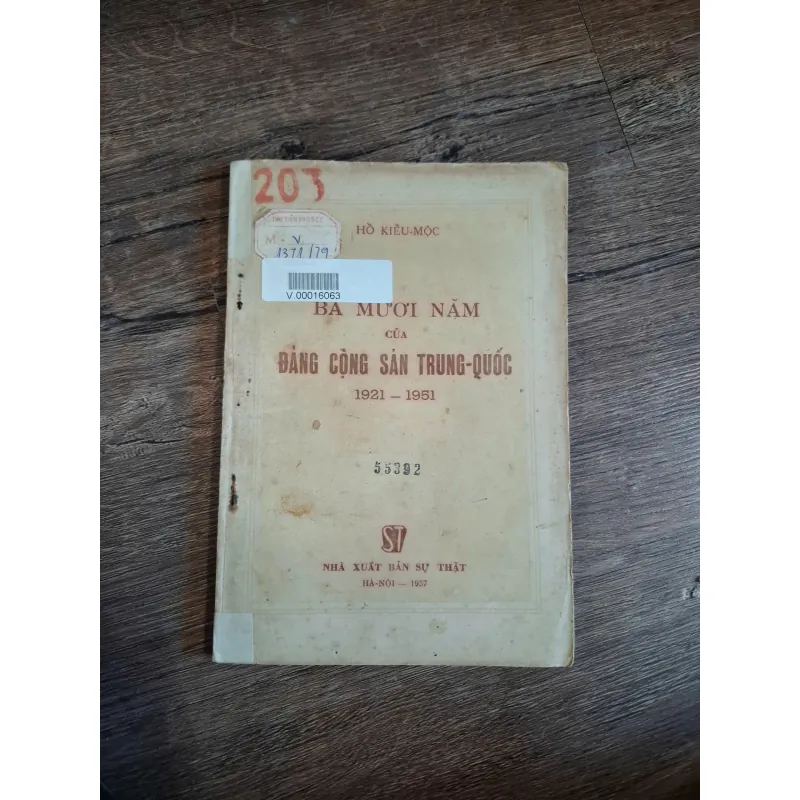 203
HỒ KIỀU-MỘC
M - V
1371/79
V.00016063
BA MƯƠI NĂM
CỦA
ĐẢNG CỘNG SẢN TRUNG-QUỐC
1921 - 1951
55392
ST
NHÀ XUẤT BẢN SỰ THẬT
HÀ-NỘI — 1957